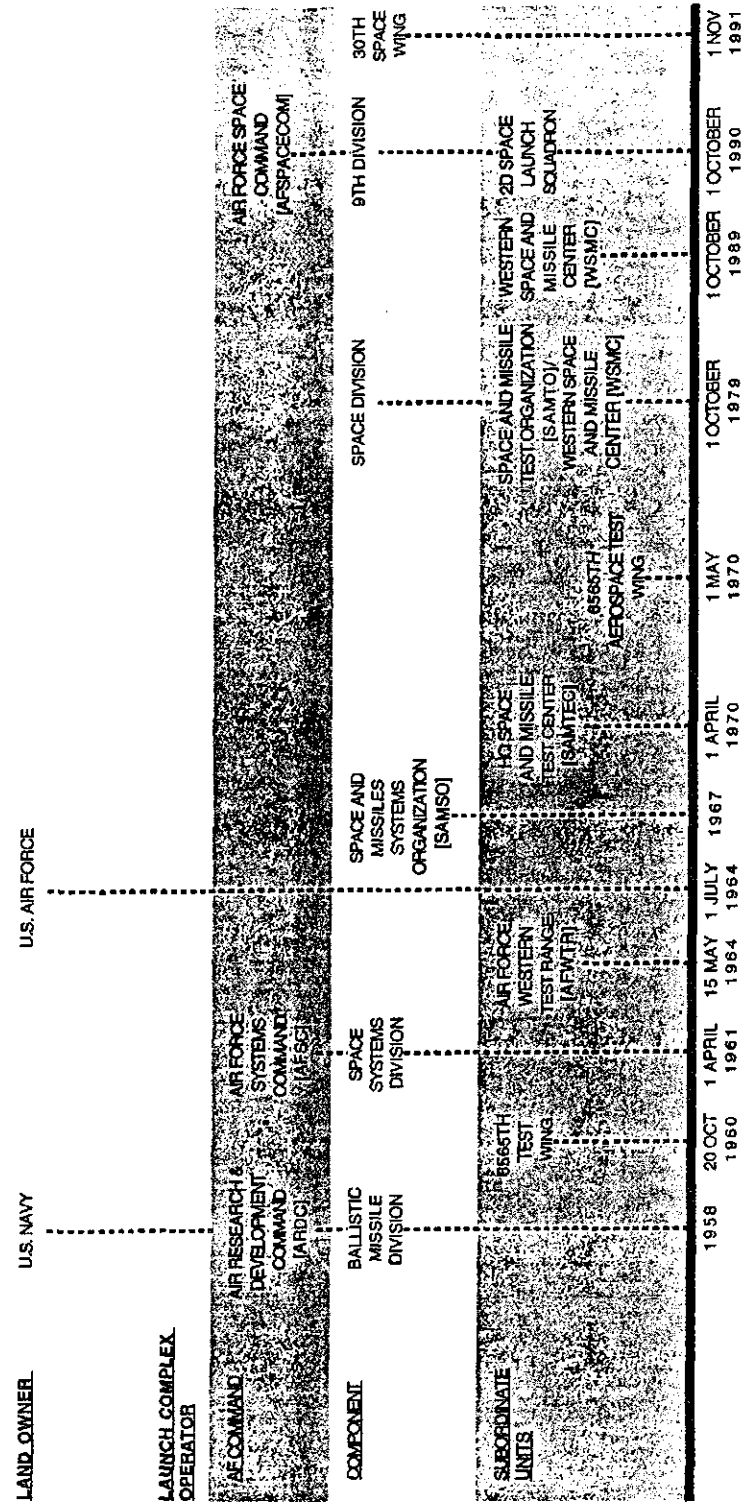 LAND OWNER
U.S. NAVY
U.S. AIR FORCE
LAUNCH COMPLEX
OPERATOR
AF COMMAND
AIR RESEARCH &
DEVELOPMENT
COMMAND
[ARDC]
AIR FORCE
SYSTEMS
COMMAND
[AFSC]
AIR FORCE SPACE
COMMAND
[AFSPACECOM]
COMPONENT
BALLISTIC
MISSILE
DIVISION
SPACE
SYSTEMS
DIVISION
SPACE AND
MISSILES
SYSTEMS
ORGANIZATION
[SAMSO]
SPACE DIVISION
9TH DIVISION
30TH
SPACE
WING
SUBORDINATE
UNITS
6565TH
TEST
WING
AIR FORCE
WESTERN
TEST RANGE
[AFWTR]
HQ SPACE
AND MISSILE
TEST CENTER
[SAMTEC]
6565TH
AEROSPACE TEST
WING
SPACE AND MISSILE
TEST ORGANIZATION
[SAMTO]/
WESTERN SPACE
AND MISSILE
CENTER [WSMC]
WESTERN
SPACE AND
MISSILE
CENTER
[WSMC]
2D SPACE
LAUNCH
SQUADRON
1958
20 OCT
1960
1 APRIL
1961
15 MAY
1964
1 JULY
1964
1967
1 APRIL
1970
1 MAY
1970
1 OCTOBER
1979
1 OCTOBER
1989
1 OCTOBER
1990
1 NOV
1991